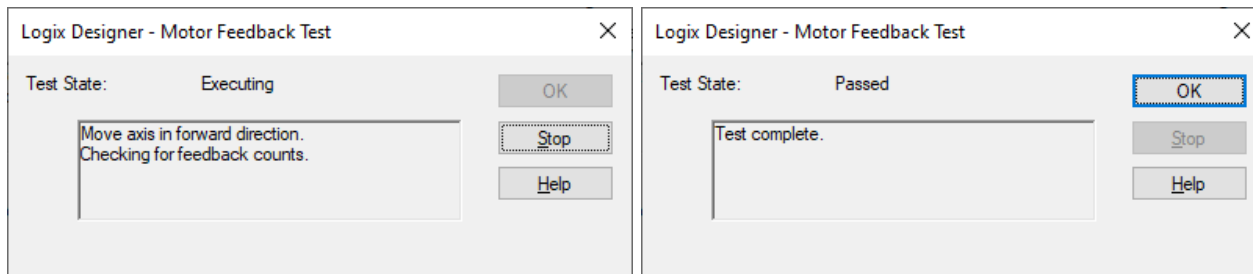 Logix Designer - Motor Feedback Test
Test State: Executing
OK
Move axis in forward direction.
Checking for feedback counts.
Stop
Help
Logix Designer - Motor Feedback Test
Test State: Passed
OK
Test complete.
Stop
Help